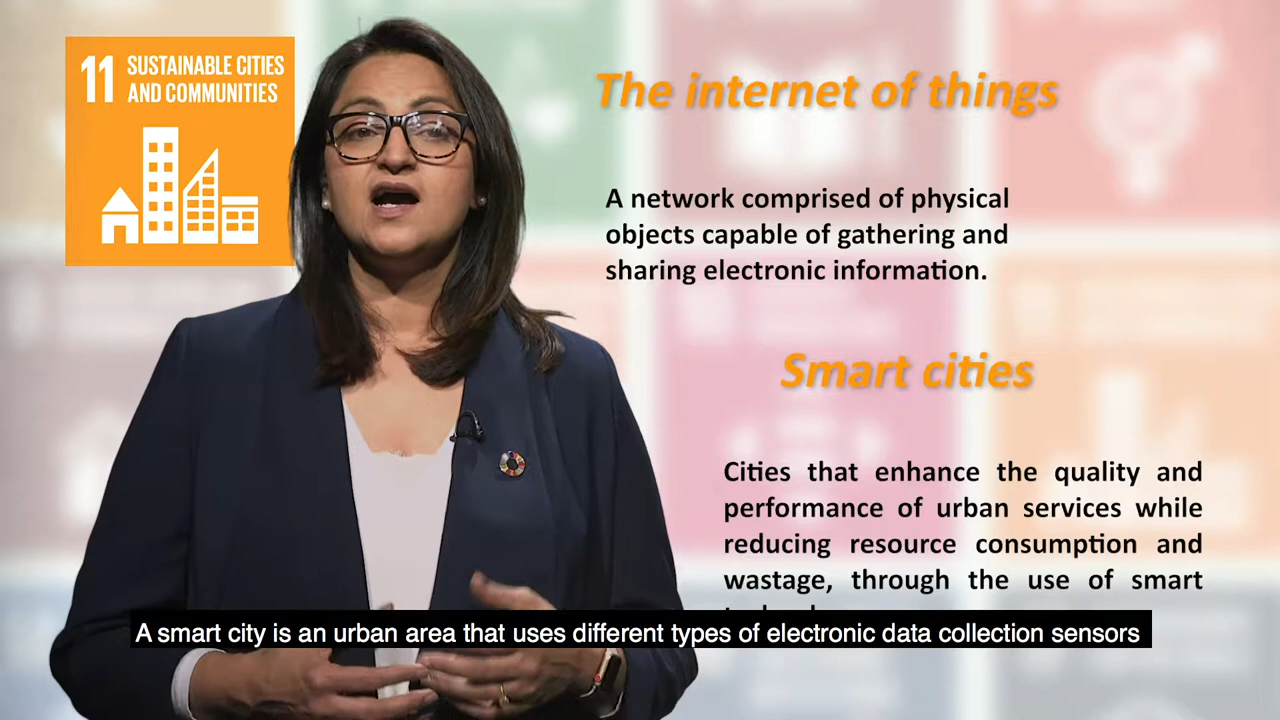 11 SUSTAINABLE CITIES
AND COMMUNITIES
The internet of things
A network comprised of physical
objects capable of gathering and
sharing electronic information.
Smart cities
Cities that enhance the quality and
performance of urban services while
reducing resource consumption and
wastage, through the use of smart
A smart city is an urban area that uses different types of electronic data collection sensors